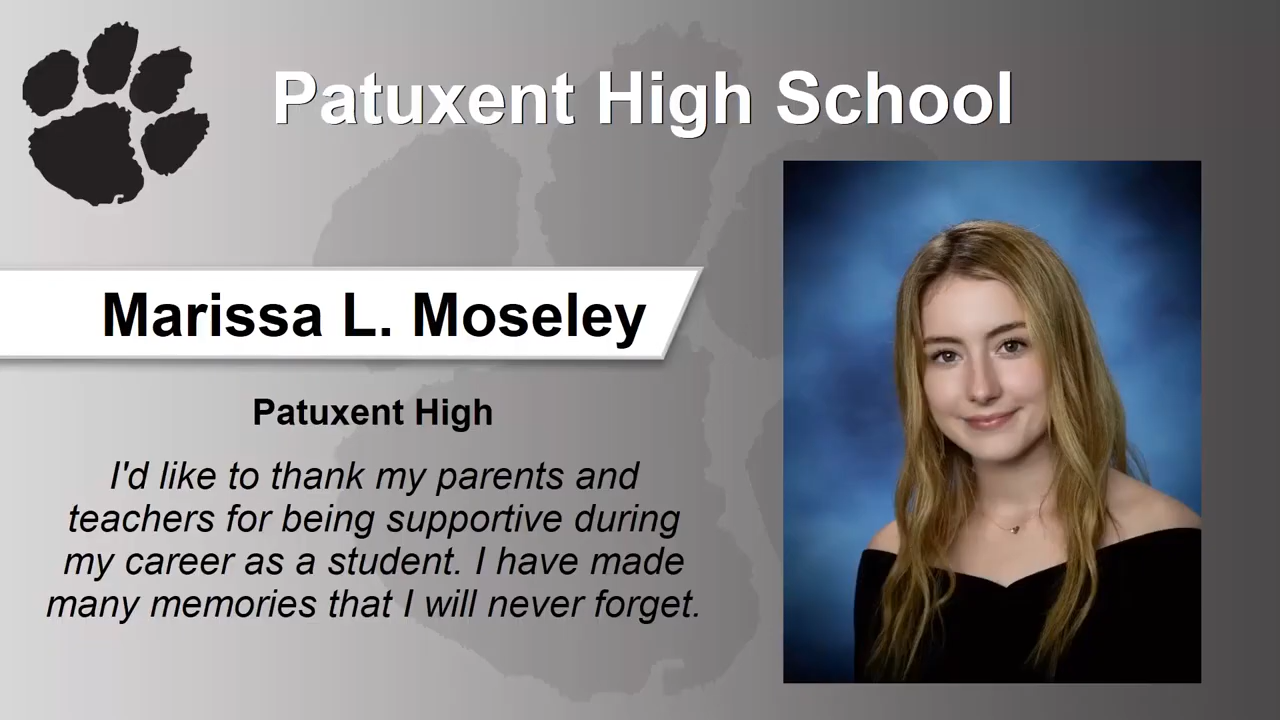 Patuxent High School
Marissa L. Moseley
Patuxent High
I'd like to thank my parents and
teachers for being supportive during
my career as a student. I have made
many memories that I will never forget.